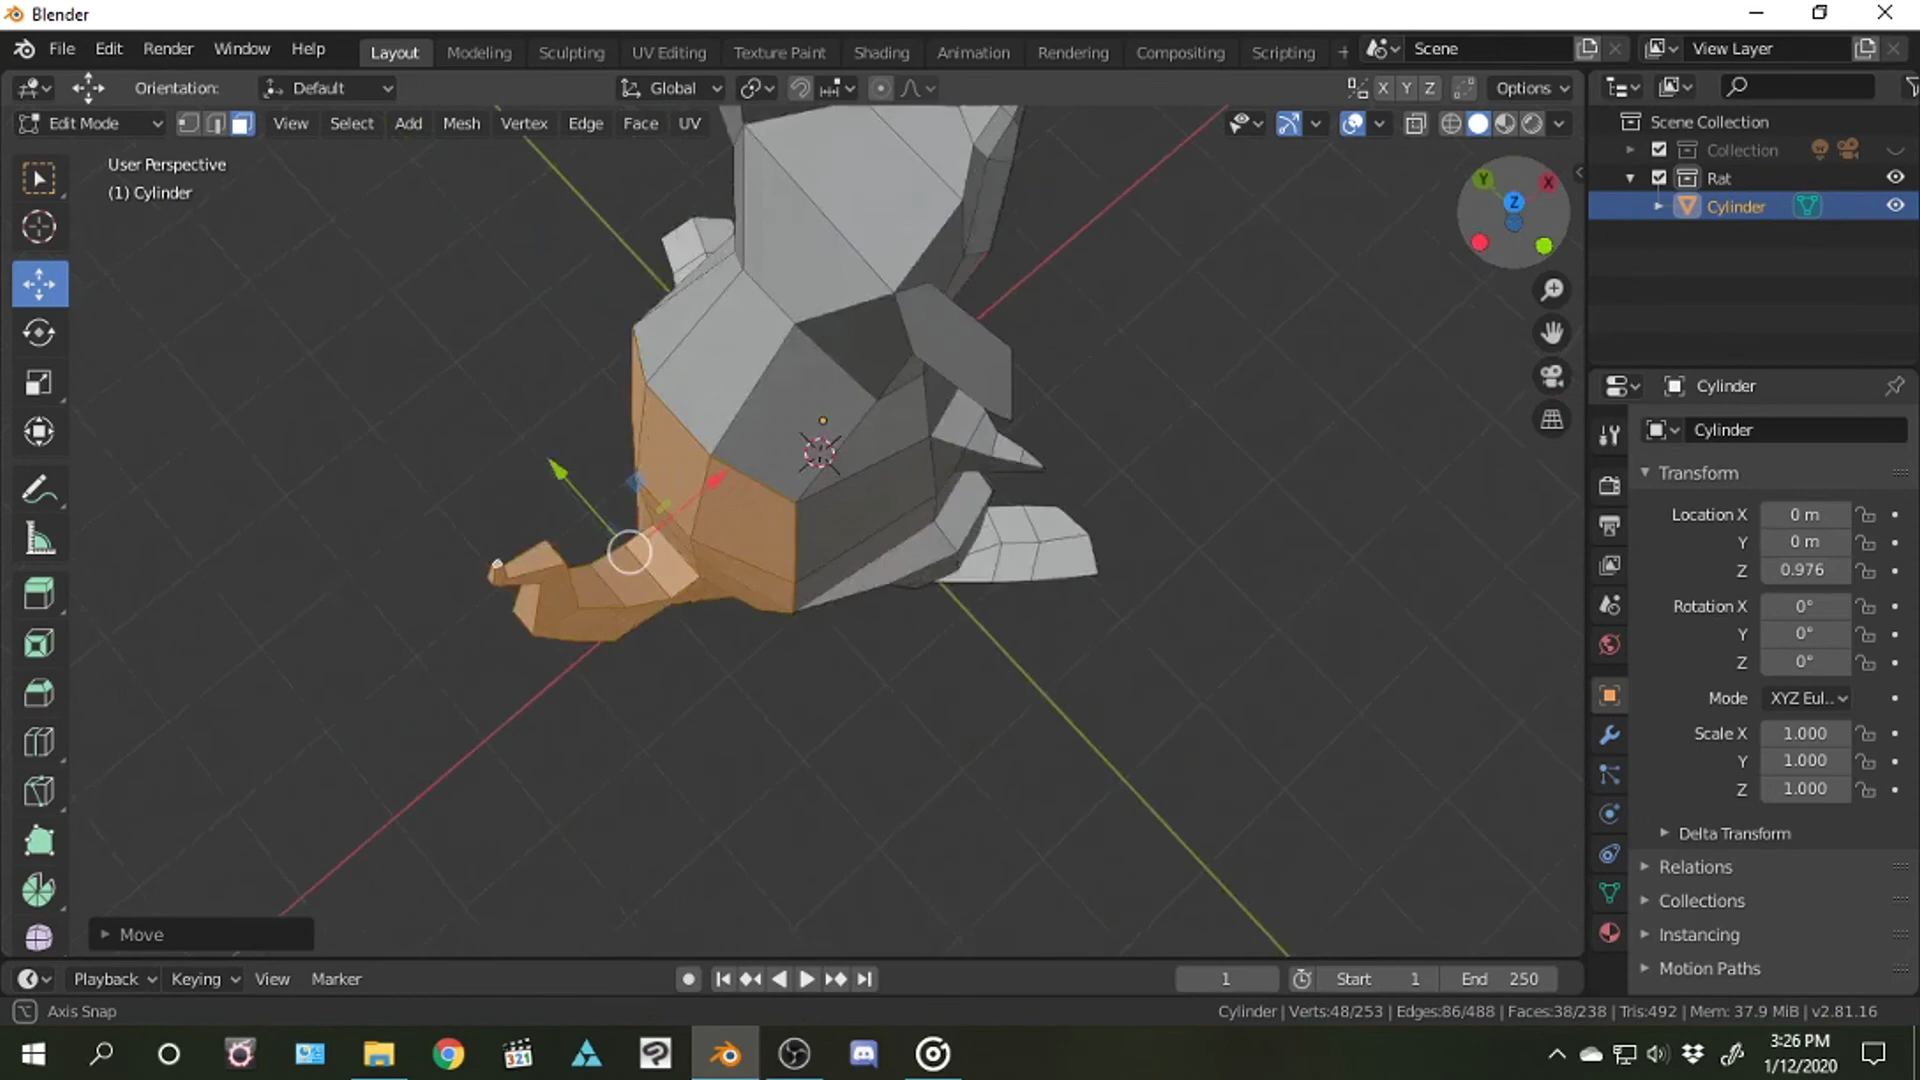 Blender
File Edit Render Window Help Layout Modeling Sculpting UV Editing Texture Paint Shading Animation Rendering Compositing Scripting + Scene View Layer
Orientation: Default Global X Y Z Options
Edit Mode View Select Add Mesh Vertex Edge Face UV
User Perspective
(1) Cylinder
Y X Z
Scene Collection
Collection
Rat
Cylinder
Cylinder
Cylinder
Transform
Location X 0 m
Y 0 m
Z 0.976
Rotation X 0°
Y 0°
Z 0°
Mode XYZ Eul..
Scale X 1.000
Y 1.000
Z 1.000
Delta Transform
Relations
Collections
Instancing
Motion Paths
Move
Playback Keying View Marker 1 Start 1 End 250
Axis Snap Cylinder | Verts:48/253 | Edges:86/488 | Faces:38/238 | Tris:492 | Mem: 37.9 MiB | v2.81.16
321
3:26 PM
1/12/2020